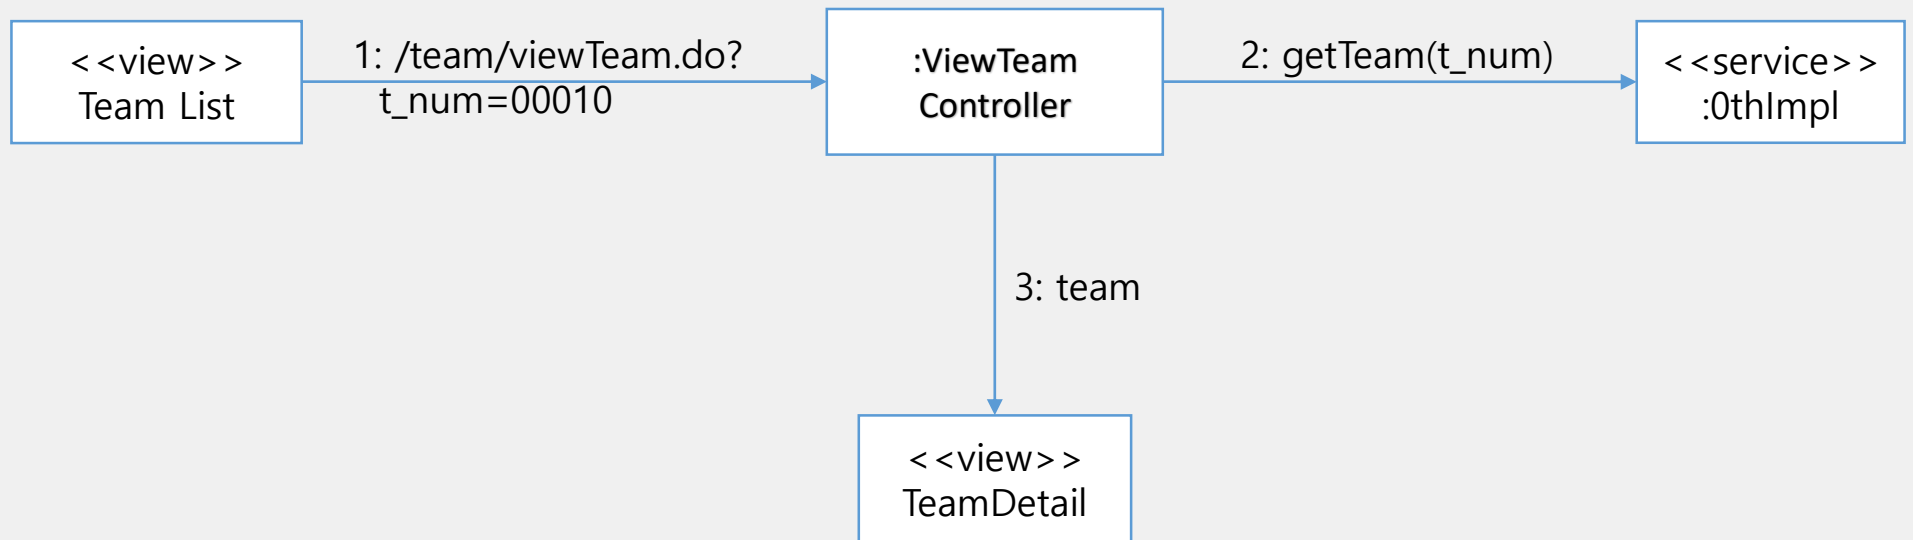 <<view>>
Team List
1: /team/viewTeam.do?
t_num=00010
:ViewTeam
Controller
2: getTeam(t_num)
<<service>>
:0thImpl
3: team
<<view>>
TeamDetail